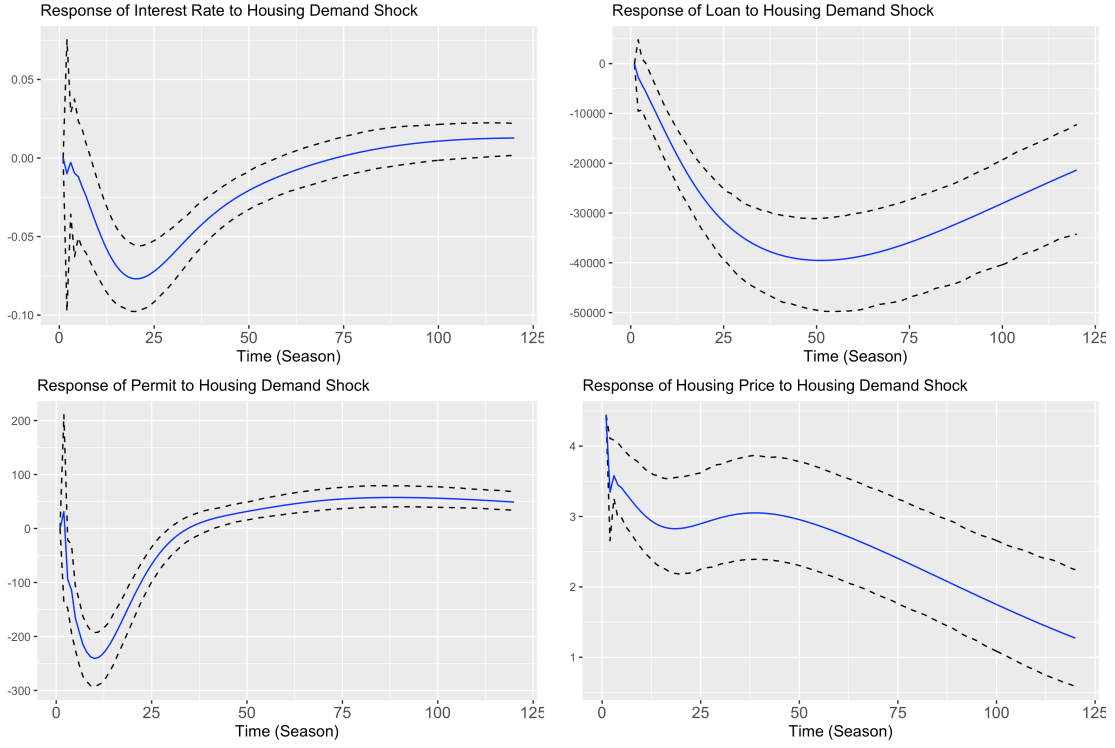 Response of Interest Rate to Housing Demand Shock
0.05
0.00
-0.05
-0.10
0 25 50 75 100 125
Time (Season)
Response of Loan to Housing Demand Shock
0
-10000
-20000
-30000
-40000
-50000
0 25 50 75 100 125
Time (Season)
Response of Permit to Housing Demand Shock
200
100
0
-100
-200
-300
0 25 50 75 100 125
Time (Season)
Response of Housing Price to Housing Demand Shock
4
3
2
1
0 25 50 75 100 125
Time (Season)